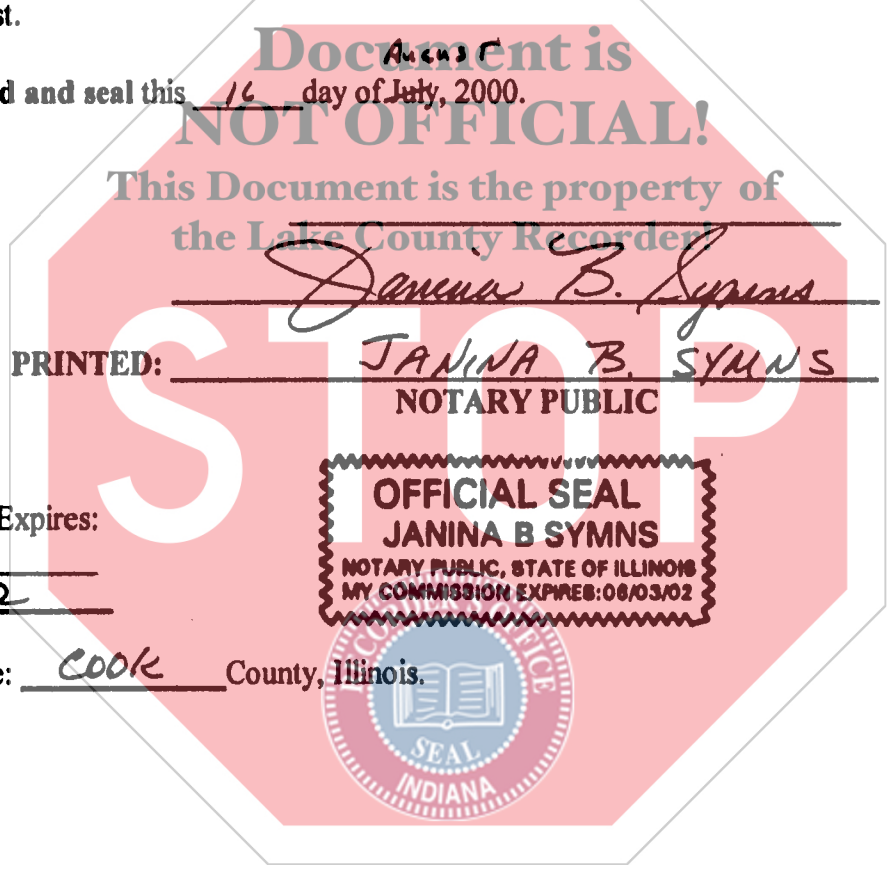 st.
Document is
August
d and seal this 16 day of July, 2000.
NOT OFFICIAL!
This Document is the property of
the Lake County Recorder!
Janina B. Symns
STOP
PRINTED: JANINA B. SYMNS
NOTARY PUBLIC
Expires:
2
OFFICIAL SEAL
JANINA B SYMNS
NOTARY PUBLIC, STATE OF ILLINOIS
MY COMMISSION EXPIRES:08/03/02
e: COOK County, Illinois.
RECORDER'S OFFICE
SEAL
INDIANA